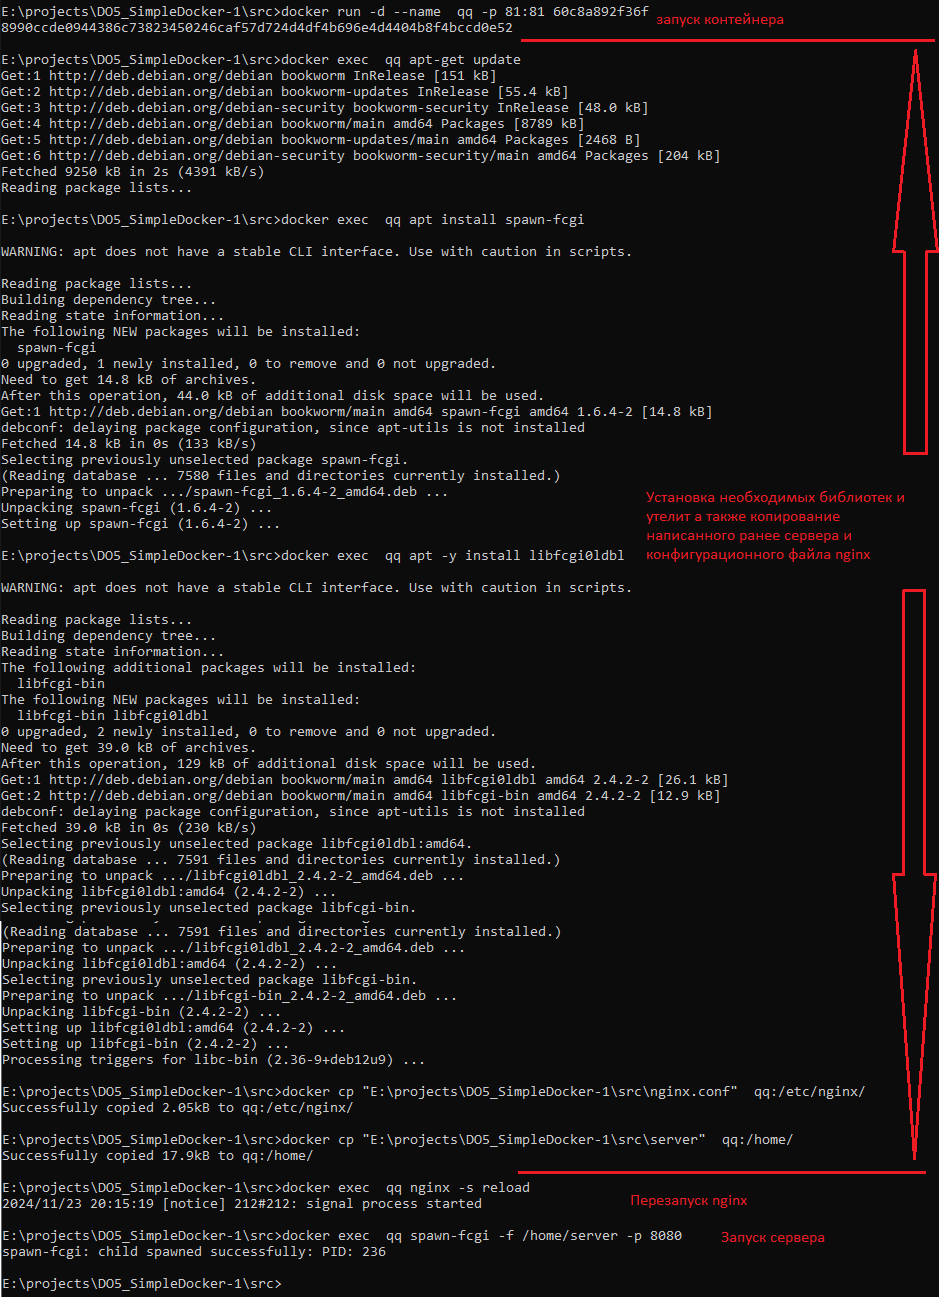 E:\projects\DO5_SimpleDocker-1\src>docker run -d --name  qq -p 81:81 60c8a892f36f
запуск контейнера
8990ccde0944386c73823450246caf57d724d4df4b696e4d4404b8f4bccd0e52
E:\projects\DO5_SimpleDocker-1\src>docker exec  qq apt-get update
Get:1 http://deb.debian.org/debian bookworm InRelease [151 kB]
Get:2 http://deb.debian.org/debian bookworm-updates InRelease [55.4 kB]
Get:3 http://deb.debian.org/debian-security bookworm-security InRelease [48.0 kB]
Get:4 http://deb.debian.org/debian bookworm/main amd64 Packages [8789 kB]
Get:5 http://deb.debian.org/debian bookworm-updates/main amd64 Packages [2468 B]
Get:6 http://deb.debian.org/debian-security bookworm-security/main amd64 Packages [204 kB]
Fetched 9250 kB in 2s (4391 kB/s)
Reading package lists...
E:\projects\DO5_SimpleDocker-1\src>docker exec  qq apt install spawn-fcgi
WARNING: apt does not have a stable CLI interface. Use with caution in scripts.
Reading package lists...
Building dependency tree...
Reading state information...
The following NEW packages will be installed:
  spawn-fcgi
0 upgraded, 1 newly installed, 0 to remove and 0 not upgraded.
Need to get 14.8 kB of archives.
After this operation, 44.0 kB of additional disk space will be used.
Get:1 http://deb.debian.org/debian bookworm/main amd64 spawn-fcgi amd64 1.6.4-2 [14.8 kB]
debconf: delaying package configuration, since apt-utils is not installed
Fetched 14.8 kB in 0s (133 kB/s)
Selecting previously unselected package spawn-fcgi.
(Reading database ... 7580 files and directories currently installed.)
Preparing to unpack .../spawn-fcgi_1.6.4-2_amd64.deb ...
Unpacking spawn-fcgi (1.6.4-2) ...
Setting up spawn-fcgi (1.6.4-2) ...
Установка необходимых библиотек и
утелит а также копирование
написанного ранее сервера и
конфигурационного файла nginx
E:\projects\DO5_SimpleDocker-1\src>docker exec  qq apt -y install libfcgi0ldbl
WARNING: apt does not have a stable CLI interface. Use with caution in scripts.
Reading package lists...
Building dependency tree...
Reading state information...
The following additional packages will be installed:
  libfcgi-bin
The following NEW packages will be installed:
  libfcgi-bin libfcgi0ldbl
0 upgraded, 2 newly installed, 0 to remove and 0 not upgraded.
Need to get 39.0 kB of archives.
After this operation, 129 kB of additional disk space will be used.
Get:1 http://deb.debian.org/debian bookworm/main amd64 libfcgi0ldbl amd64 2.4.2-2 [26.1 kB]
Get:2 http://deb.debian.org/debian bookworm/main amd64 libfcgi-bin amd64 2.4.2-2 [12.9 kB]
debconf: delaying package configuration, since apt-utils is not installed
Fetched 39.0 kB in 0s (230 kB/s)
Selecting previously unselected package libfcgi0ldbl:amd64.
(Reading database ... 7591 files and directories currently installed.)
Preparing to unpack .../libfcgi0ldbl_2.4.2-2_amd64.deb ...
Unpacking libfcgi0ldbl:amd64 (2.4.2-2) ...
Selecting previously unselected package libfcgi-bin.
(Reading database ... 7591 files and directories currently installed.)
Preparing to unpack .../libfcgi0ldbl_2.4.2-2_amd64.deb ...
Unpacking libfcgi0ldbl:amd64 (2.4.2-2) ...
Selecting previously unselected package libfcgi-bin.
Preparing to unpack .../libfcgi-bin_2.4.2-2_amd64.deb ...
Unpacking libfcgi-bin (2.4.2-2) ...
Setting up libfcgi0ldbl:amd64 (2.4.2-2) ...
Setting up libfcgi-bin (2.4.2-2) ...
Processing triggers for libc-bin (2.36-9+deb12u9) ...
E:\projects\DO5_SimpleDocker-1\src>docker cp "E:\projects\DO5_SimpleDocker-1\src\nginx.conf"  qq:/etc/nginx/
Successfully copied 2.05kB to qq:/etc/nginx/
E:\projects\DO5_SimpleDocker-1\src>docker cp "E:\projects\DO5_SimpleDocker-1\src\server"  qq:/home/
Successfully copied 17.9kB to qq:/home/
E:\projects\DO5_SimpleDocker-1\src>docker exec  qq nginx -s reload
2024/11/23 20:15:19 [notice] 212#212: signal process started
Перезапуск nginx
E:\projects\DO5_SimpleDocker-1\src>docker exec  qq spawn-fcgi -f /home/server -p 8080
Запуск сервера
spawn-fcgi: child spawned successfully: PID: 236
E:\projects\DO5_SimpleDocker-1\src>